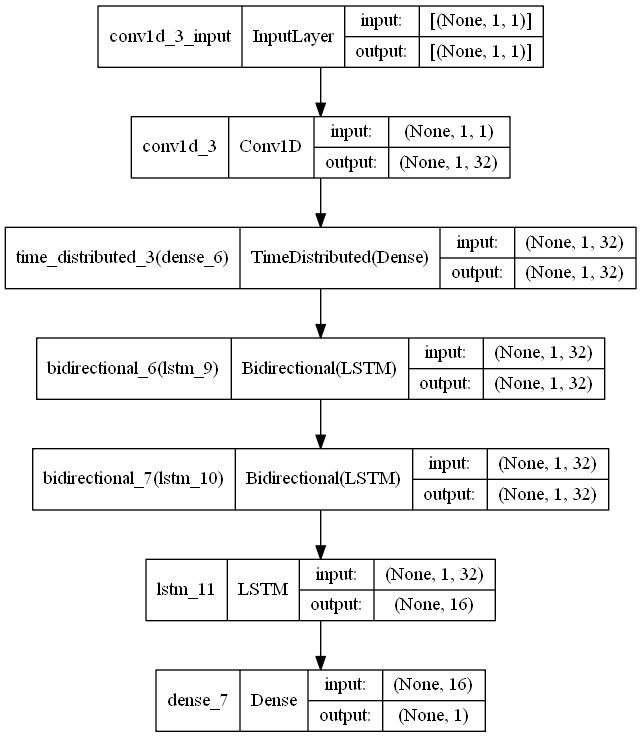 conv1d_3_input InputLayer input: [(None, 1, 1)]
output: [(None, 1, 1)]
conv1d_3 Conv1D input: (None, 1, 1)
output: (None, 1, 32)
time_distributed_3(dense_6) TimeDistributed(Dense) input: (None, 1, 32)
output: (None, 1, 32)
bidirectional_6(lstm_9) Bidirectional(LSTM) input: (None, 1, 32)
output: (None, 1, 32)
bidirectional_7(lstm_10) Bidirectional(LSTM) input: (None, 1, 32)
output: (None, 1, 32)
lstm_11 LSTM input: (None, 1, 32)
output: (None, 16)
dense_7 Dense input: (None, 16)
output: (None, 1)